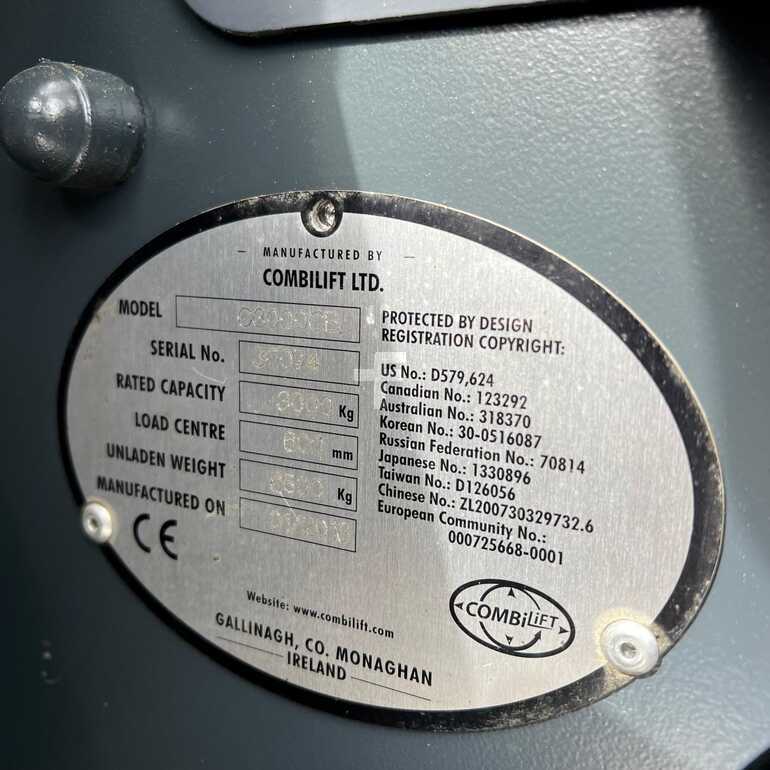 MANUFACTURED BY
COMBILIFT LTD.
MODEL
SERIAL No.
RATED CAPACITY 3000 Kg
LOAD CENTRE 600 mm
UNLADEN WEIGHT Kg
MANUFACTURED ON
CE
PROTECTED BY DESIGN
REGISTRATION COPYRIGHT:
US No.: D579,624
Canadian No.: 123292
Australian No.: 318370
Korean No.: 30-0516087
Russian Federation No.: 70814
Japanese No.: 1330896
Taiwan No.: D126056
Chinese No.: ZL200730329732.6
European Community No.:
000725668-0001
Website: www.combilift.com
GALLINAGH, CO. MONAGHAN
IRELAND
COMBiLiFT